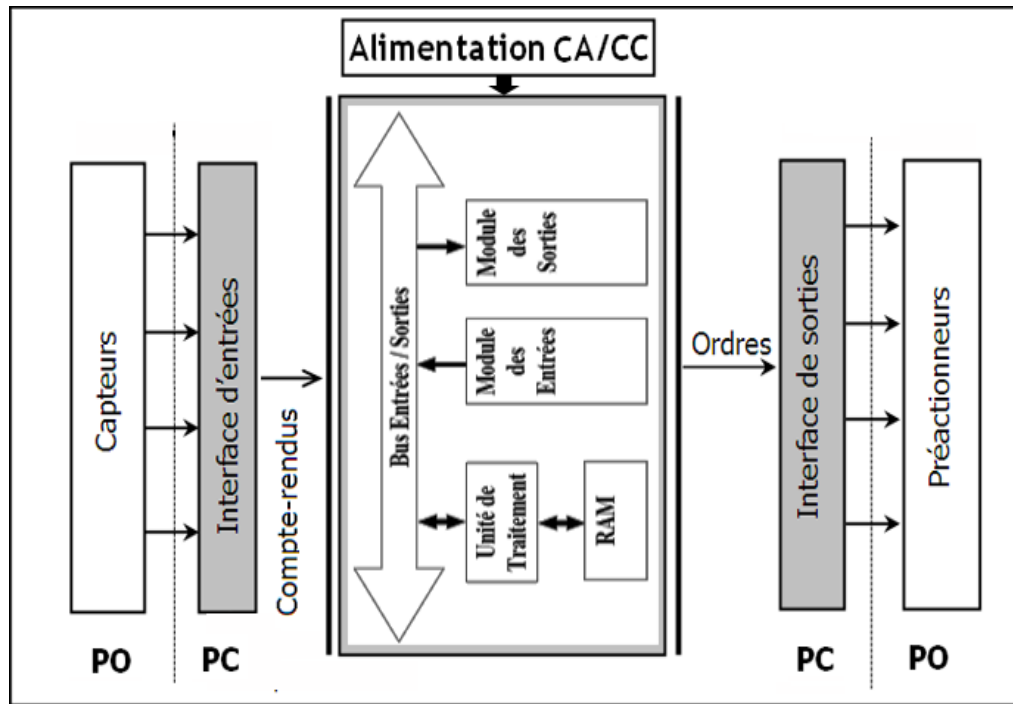 Alimentation CA/CC
Capteurs
Interface d'entrées
Compte-rendus
Bus Entrées / Sorties
Module
des
Sorties
Module
des
Entrées
Unité de
Traitement
RAM
Ordres
Interface de sorties
Préactionneurs
PO
PC
PC
PO